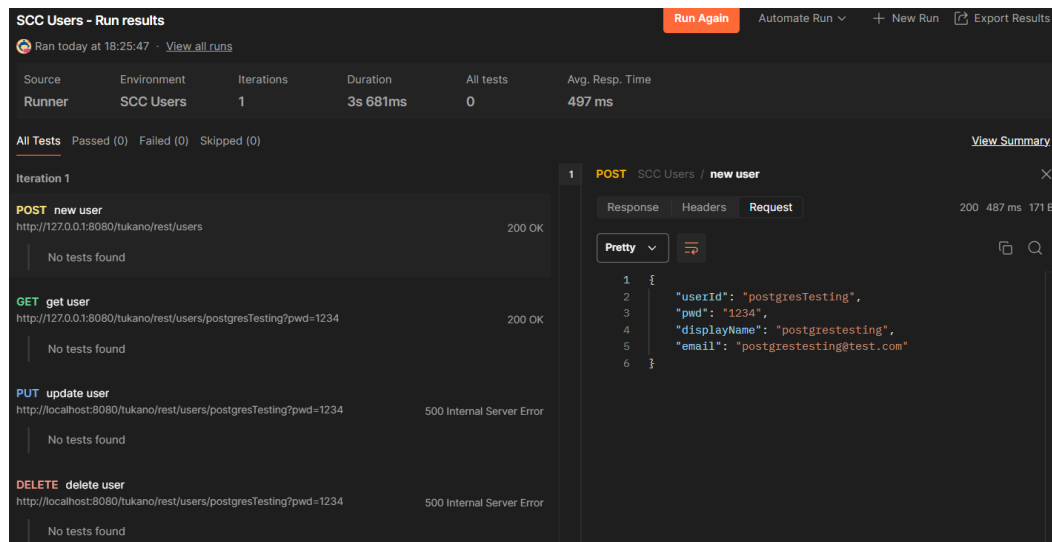 SCC Users - Run results
Run Again
Automate Run
New Run
Export Results
Ran today at 18:25:47 · View all runs
Source Environment Iterations Duration All tests Avg. Resp. Time
Runner SCC Users 1 3s 681ms 0 497 ms
All Tests Passed (0) Failed (0) Skipped (0)
View Summary
Iteration 1
POST new user
http://127.0.0.1:8080/tukano/rest/users
200 OK
No tests found
GET get user
http://127.0.0.1:8080/tukano/rest/users/postgresTesting?pwd=1234
200 OK
No tests found
PUT update user
http://localhost:8080/tukano/rest/users/postgresTesting?pwd=1234
500 Internal Server Error
No tests found
DELETE delete user
http://localhost:8080/tukano/rest/users/postgresTesting?pwd=1234
500 Internal Server Error
No tests found
1
POST SCC Users / new user
Response Headers Request
200 487 ms 171 B
Pretty
1 {
2 "userId": "postgresTesting",
3 "pwd": "1234",
4 "displayName": "postgrestesting",
5 "email": "postgrestesting@test.com"
6 }